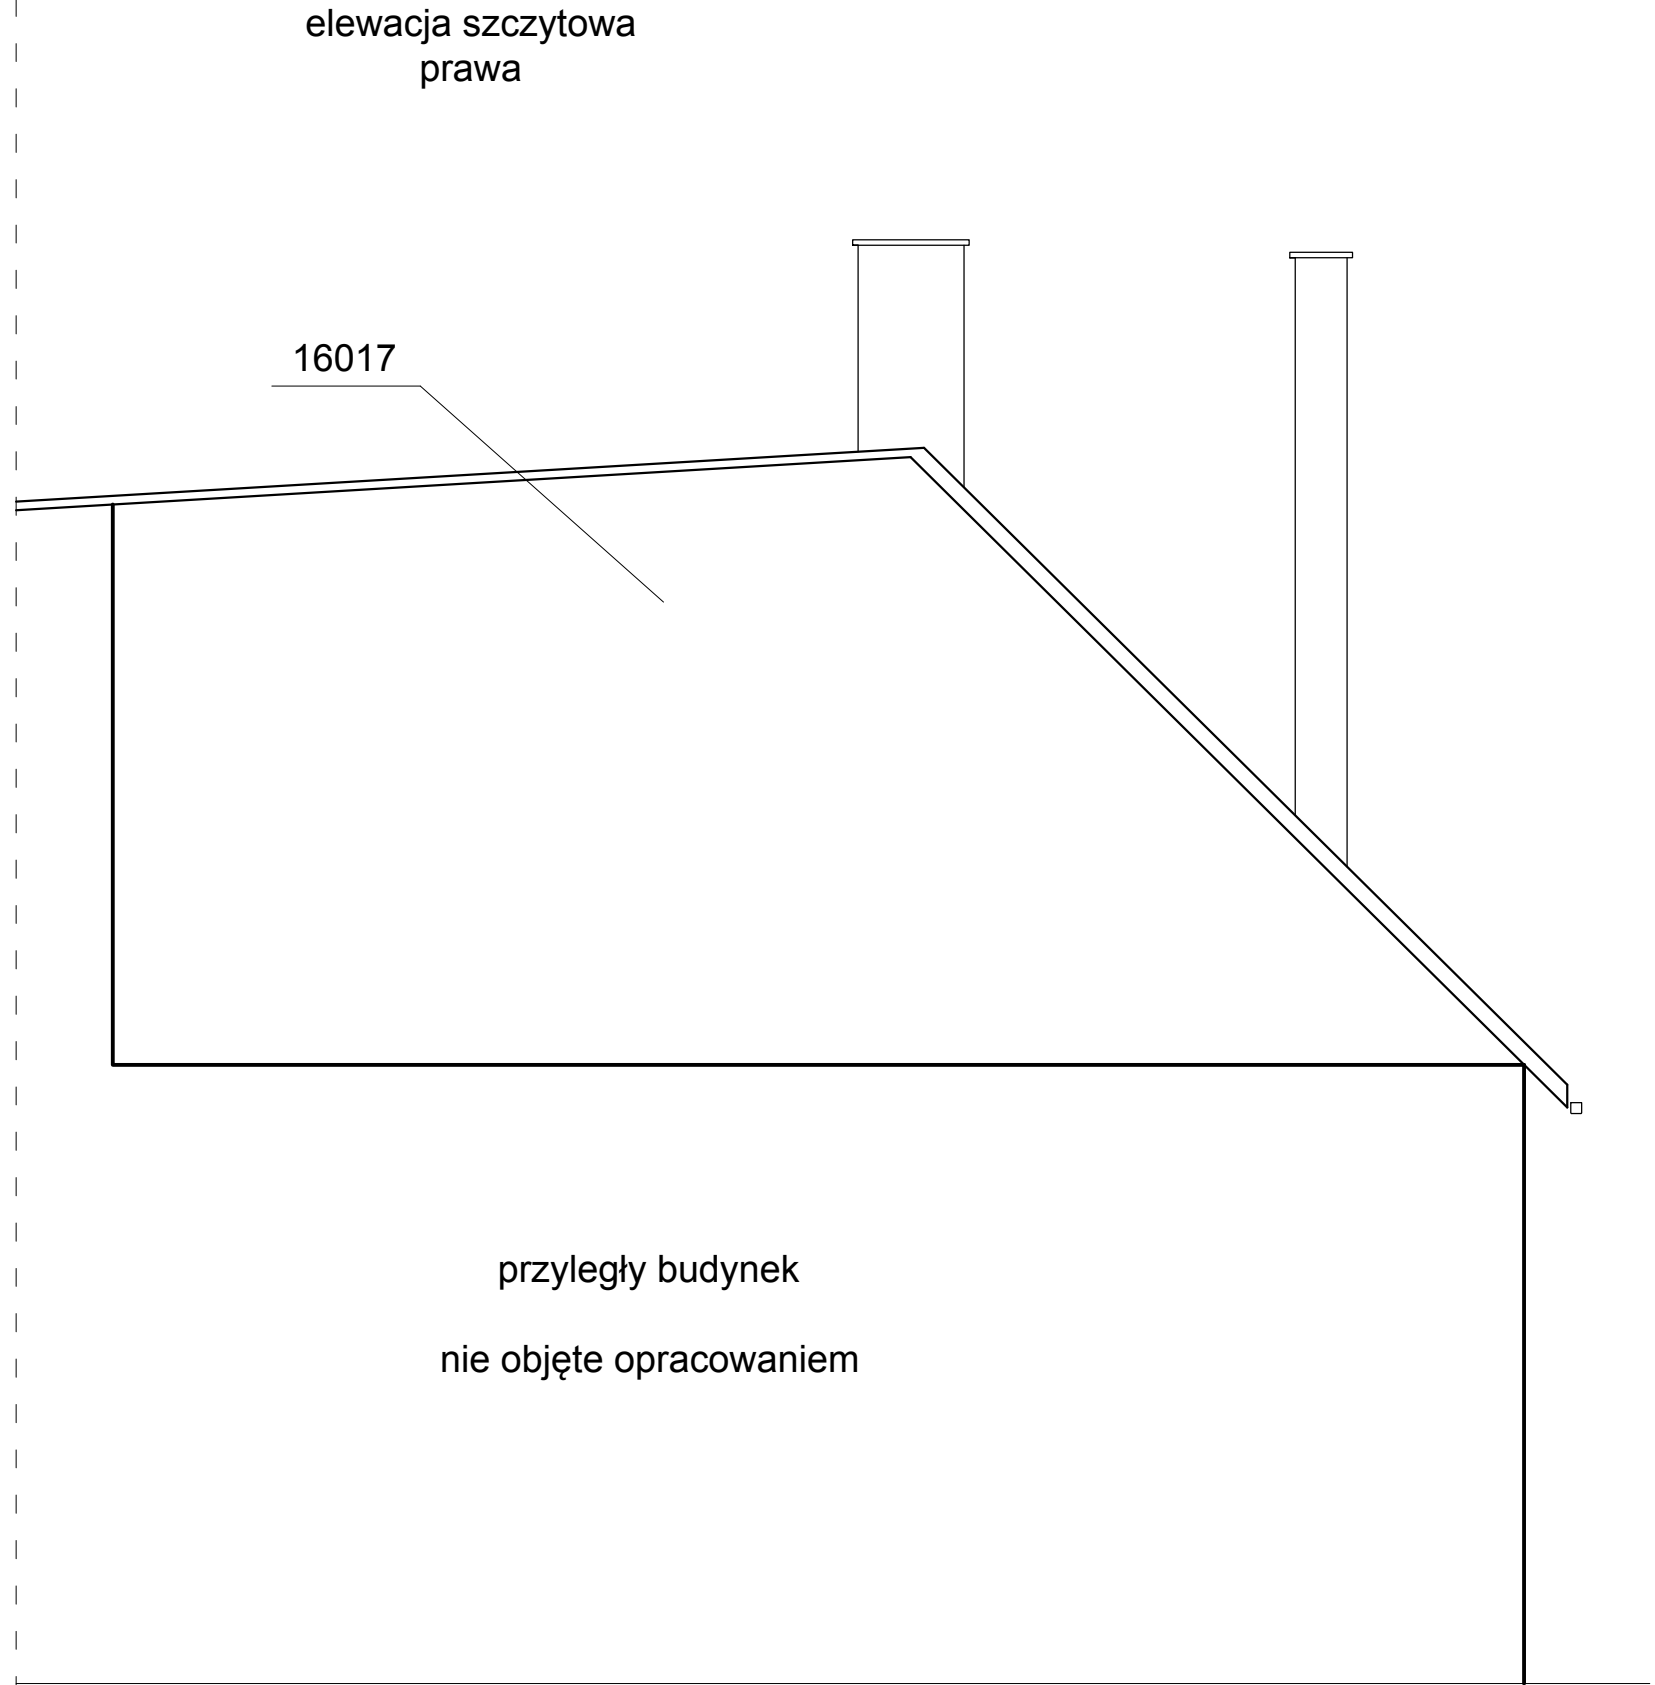 elewacja szczytowa
prawa
16017
przyległy budynek
nie objęte opracowaniem